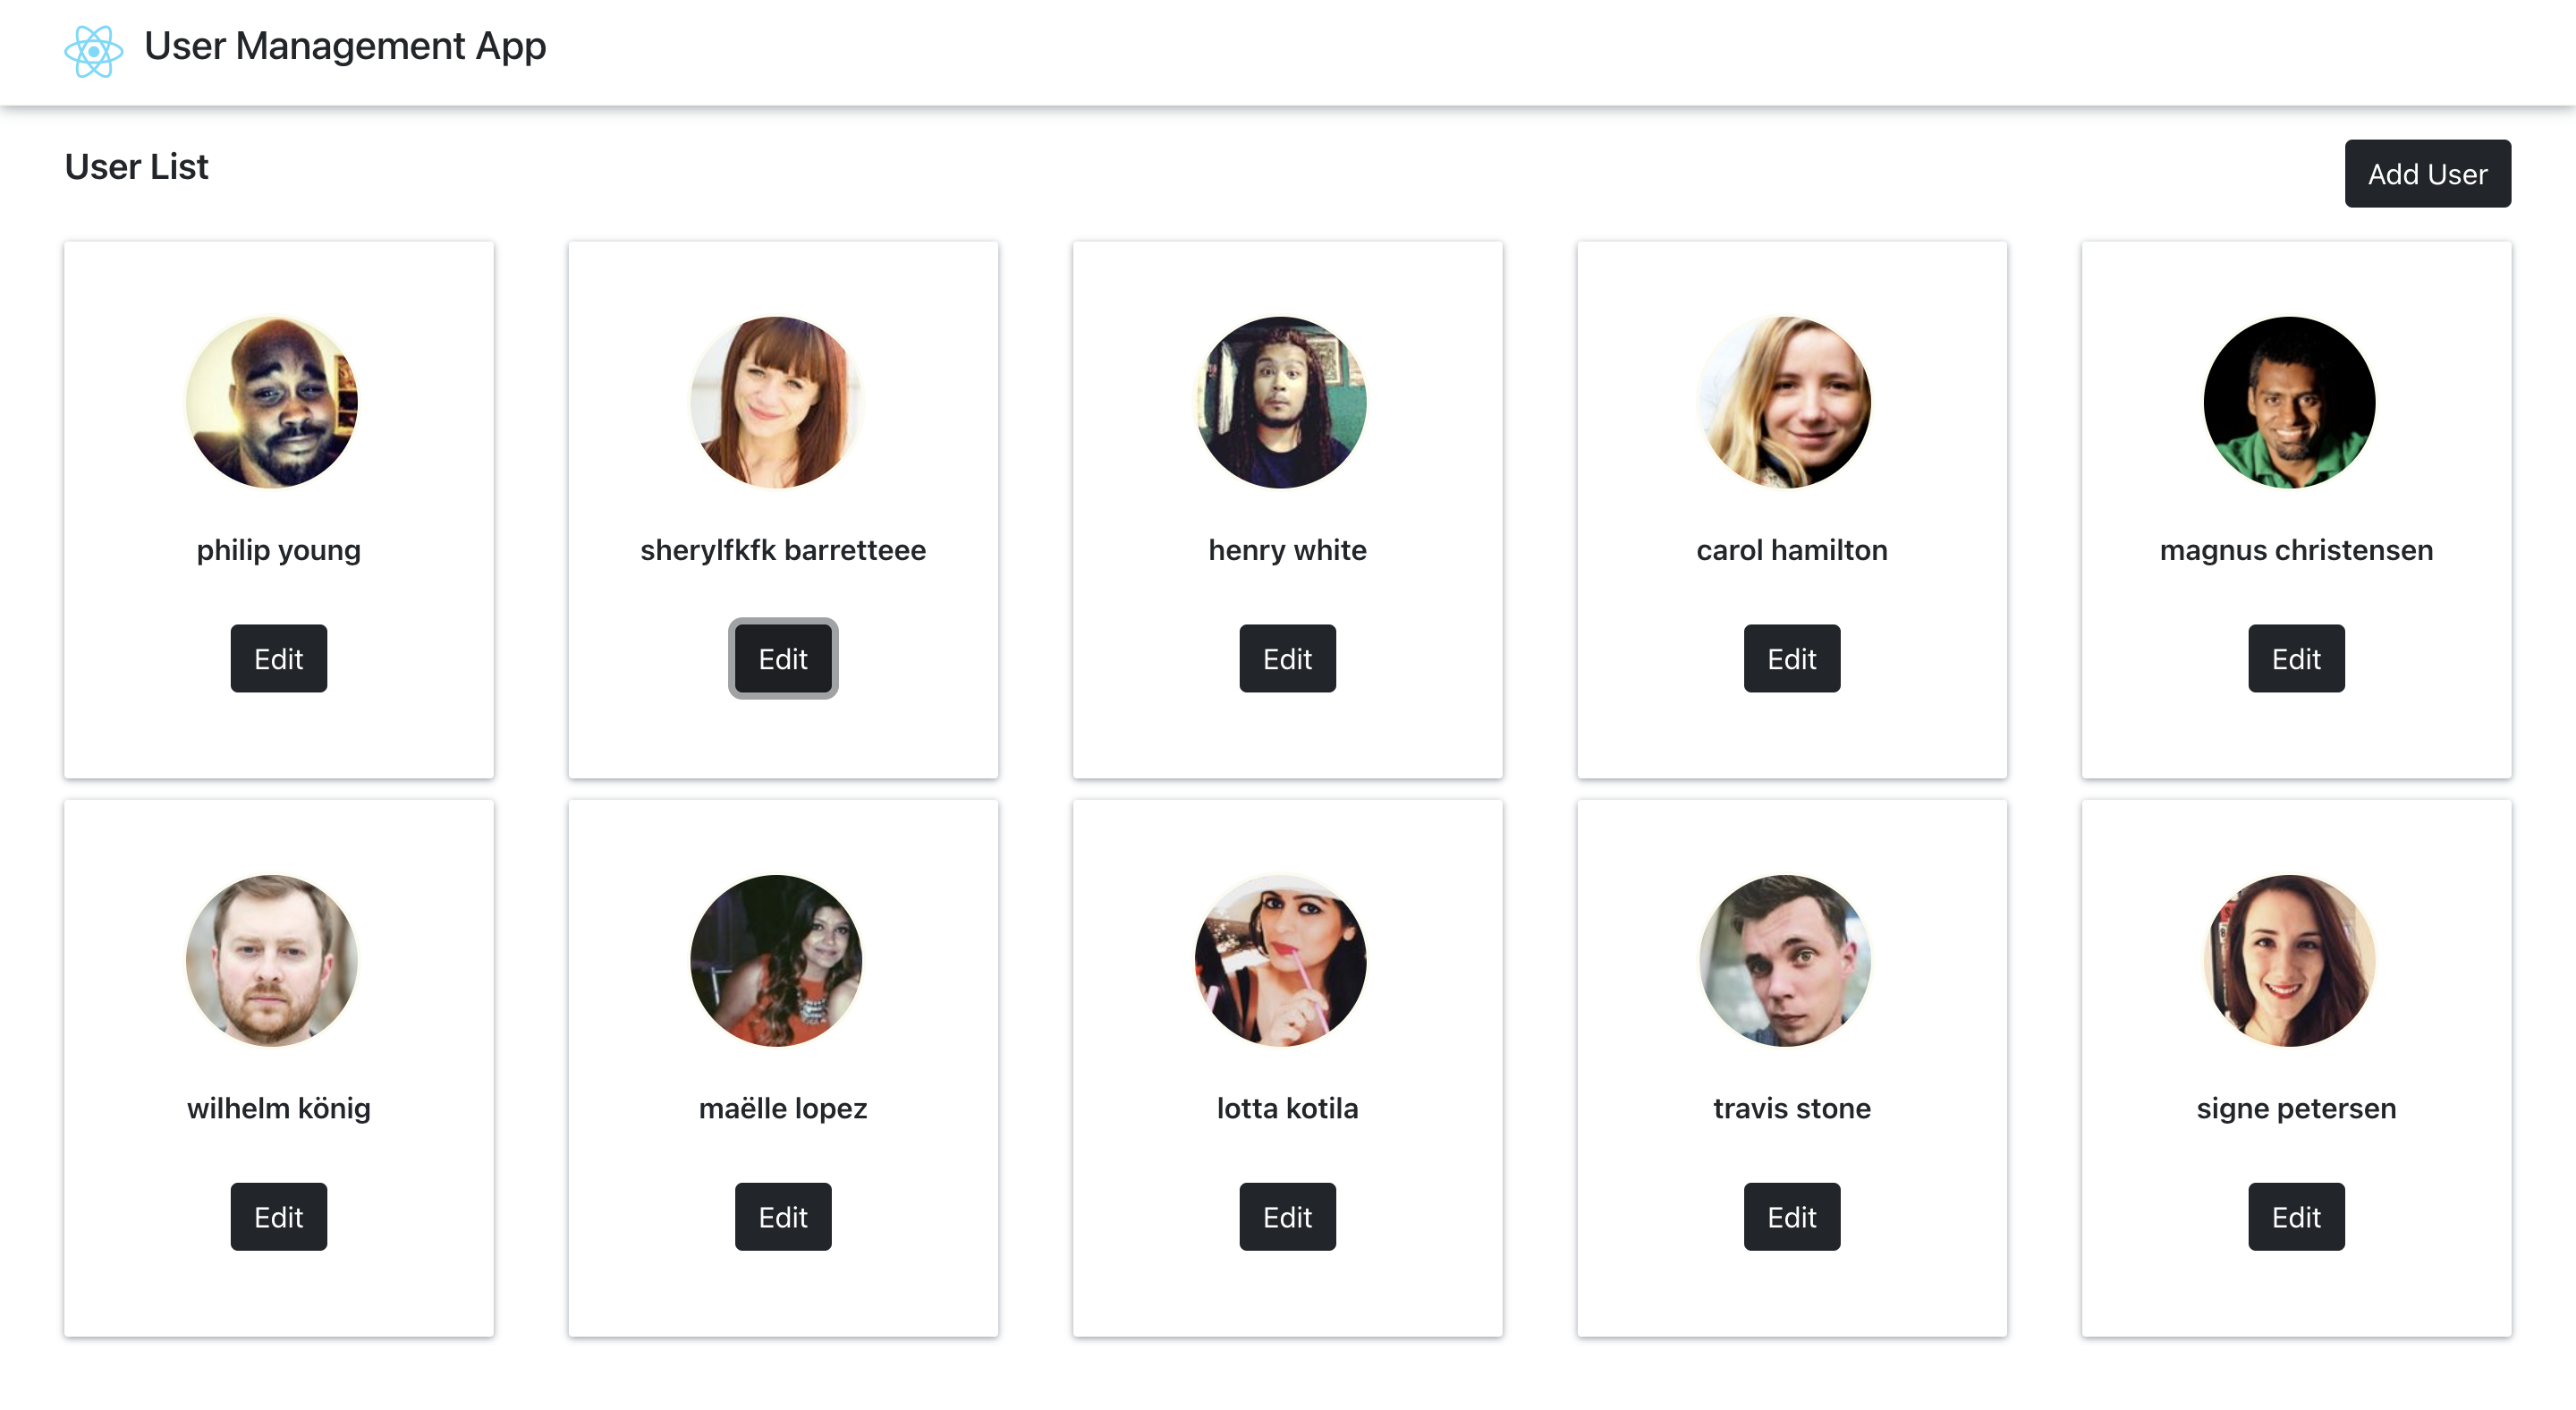 User Management App
User List
Add User
philip young
sherylfkfk barretteee
henry white
carol hamilton
magnus christensen
Edit
Edit
Edit
Edit
Edit
wilhelm könig
maëlle lopez
lotta kotila
travis stone
signe petersen
Edit
Edit
Edit
Edit
Edit